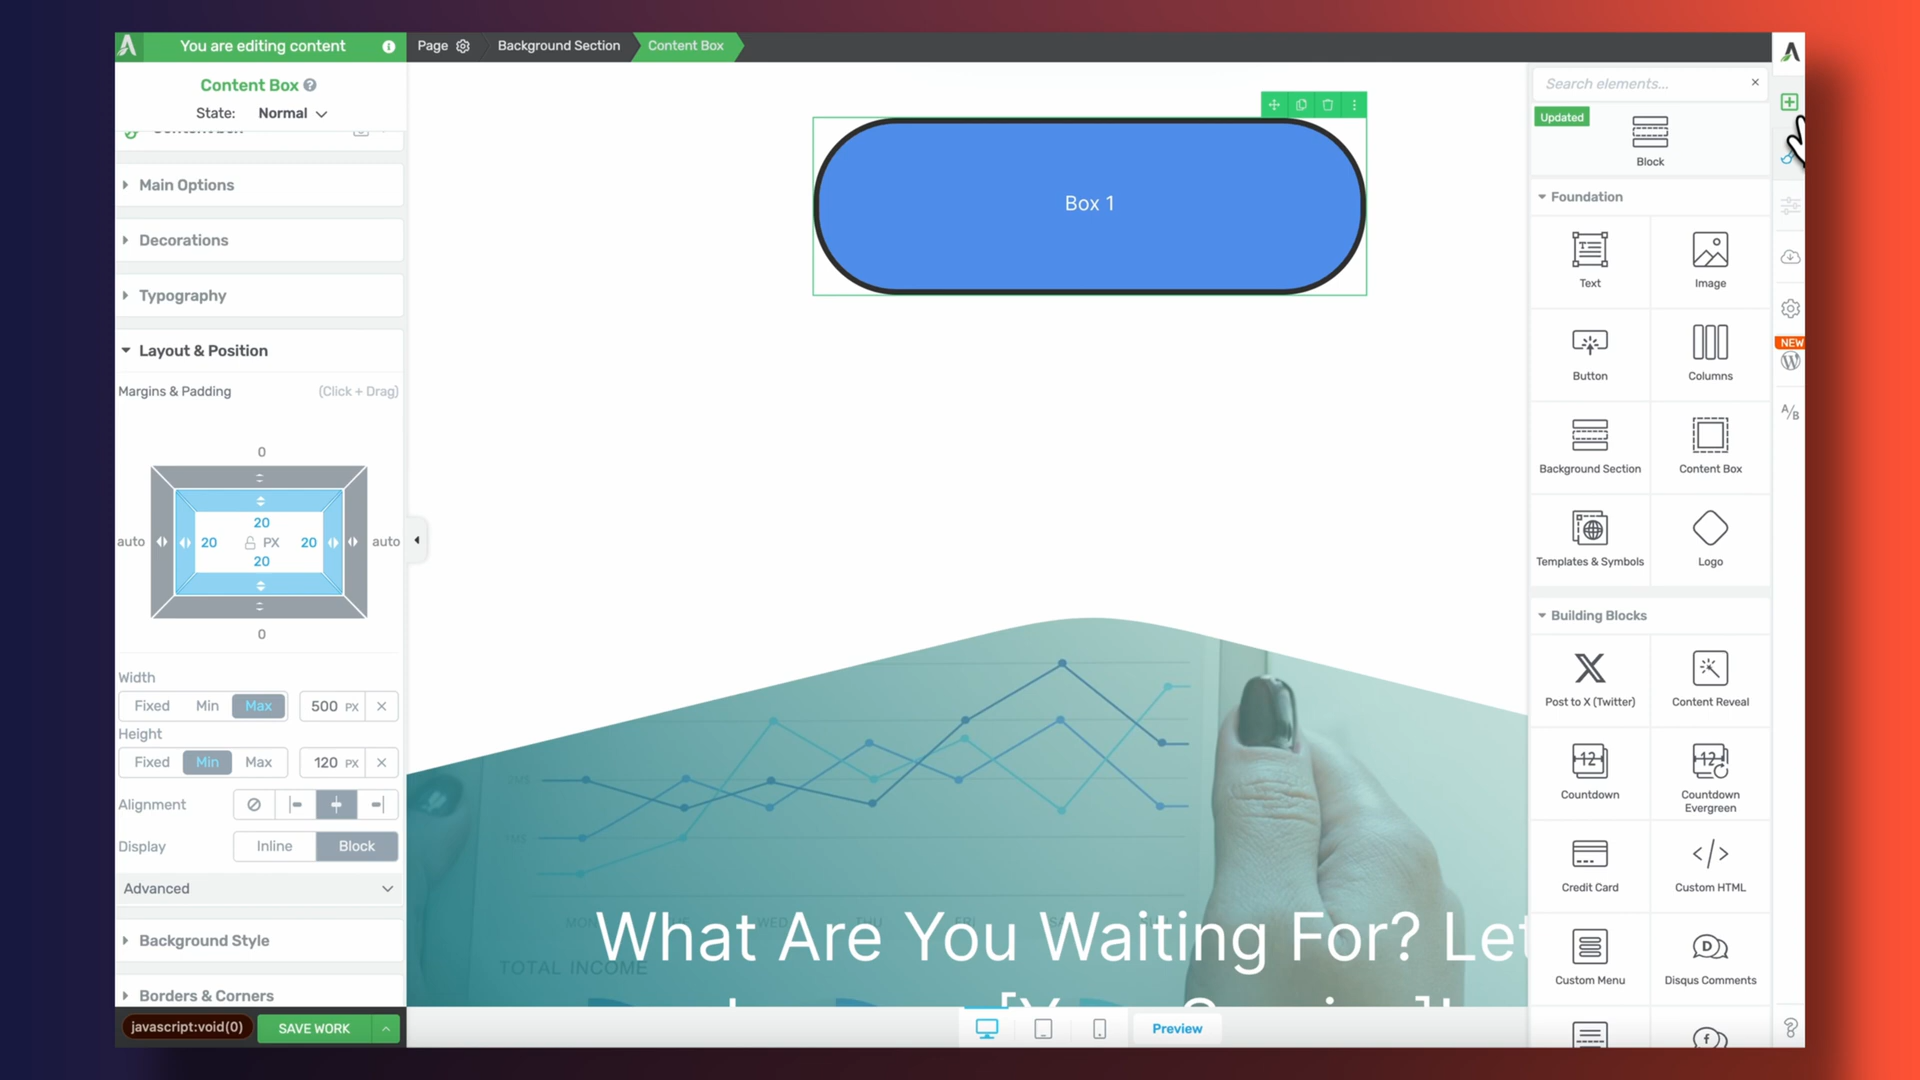 You are editing content
Page
Background Section
Content Box
Content Box
State: Normal
Main Options
Decorations
Typography
Layout & Position
Margins & Padding (Click + Drag)
0
20
auto 20 PX 20 auto
20
0
Width
Fixed Min Max 500 PX
Height
Fixed Min Max 120 PX
Alignment
Display Inline Block
Advanced
Background Style
Borders & Corners
javascript:void(0) SAVE WORK
Box 1
TOTAL INCOME
What Are You Waiting For? Let
Preview
Search elements...
Updated
Block
Foundation
Text Image
Button Columns
Background Section Content Box
Templates & Symbols Logo
Building Blocks
Post to X (Twitter) Content Reveal
12 12
Countdown Countdown
Evergreen
Credit Card Custom HTML
Custom Menu Disqus Comments
NEW
A/B